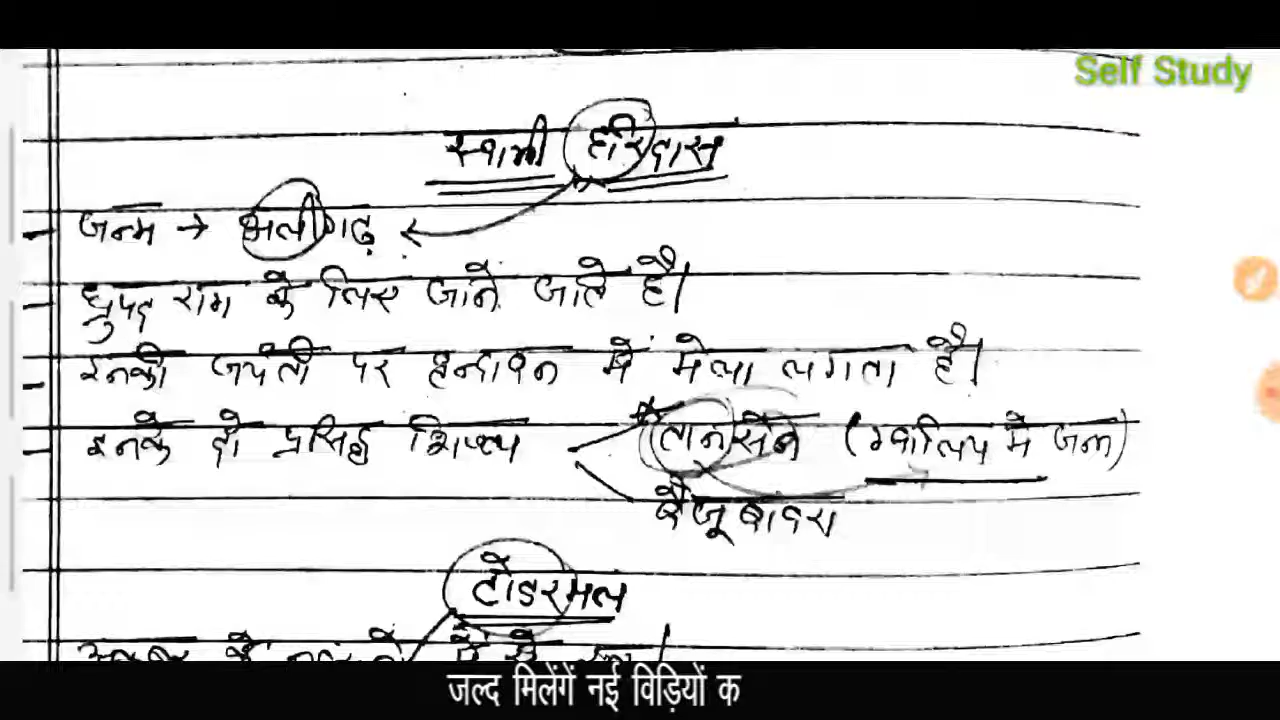 Self Study
स्वामी हरिदास
जन्म → अलीगढ़
ध्रुपद राग के लिए जाने जाते है।
इनकी जयंती पर वृन्दावन में मेला लगता है।
इनके दो प्रसिद्ध शिष्य तानसेन (ग्वालियर मे जन्म)
बैजू बावरा
टोडरमल
जल्द मिलेंगें नई विड़ियों क